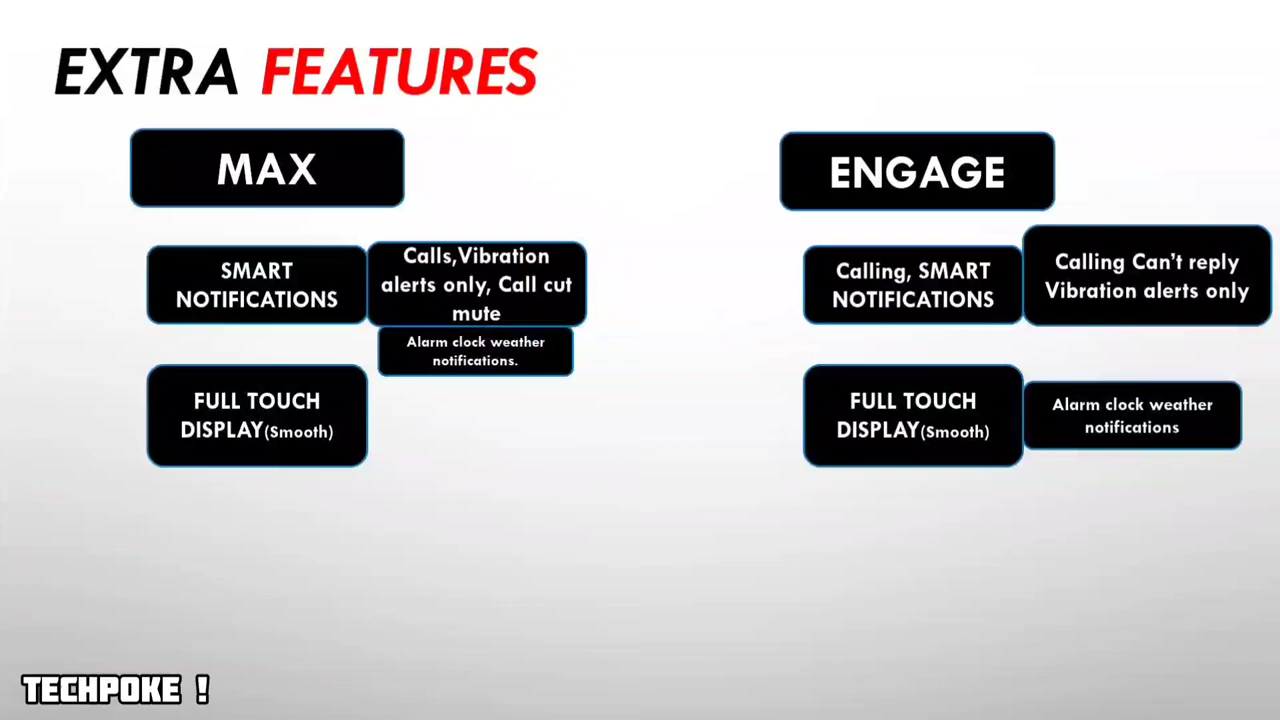 EXTRA FEATURES
MAX
SMART
NOTIFICATIONS
Calls,Vibration
alerts only, Call cut
mute
Alarm clock weather
notifications.
FULL TOUCH
DISPLAY(Smooth)
ENGAGE
Calling, SMART
NOTIFICATIONS
Calling Can't reply
Vibration alerts only
FULL TOUCH
DISPLAY(Smooth)
Alarm clock weather
notifications
TECHPOKE !